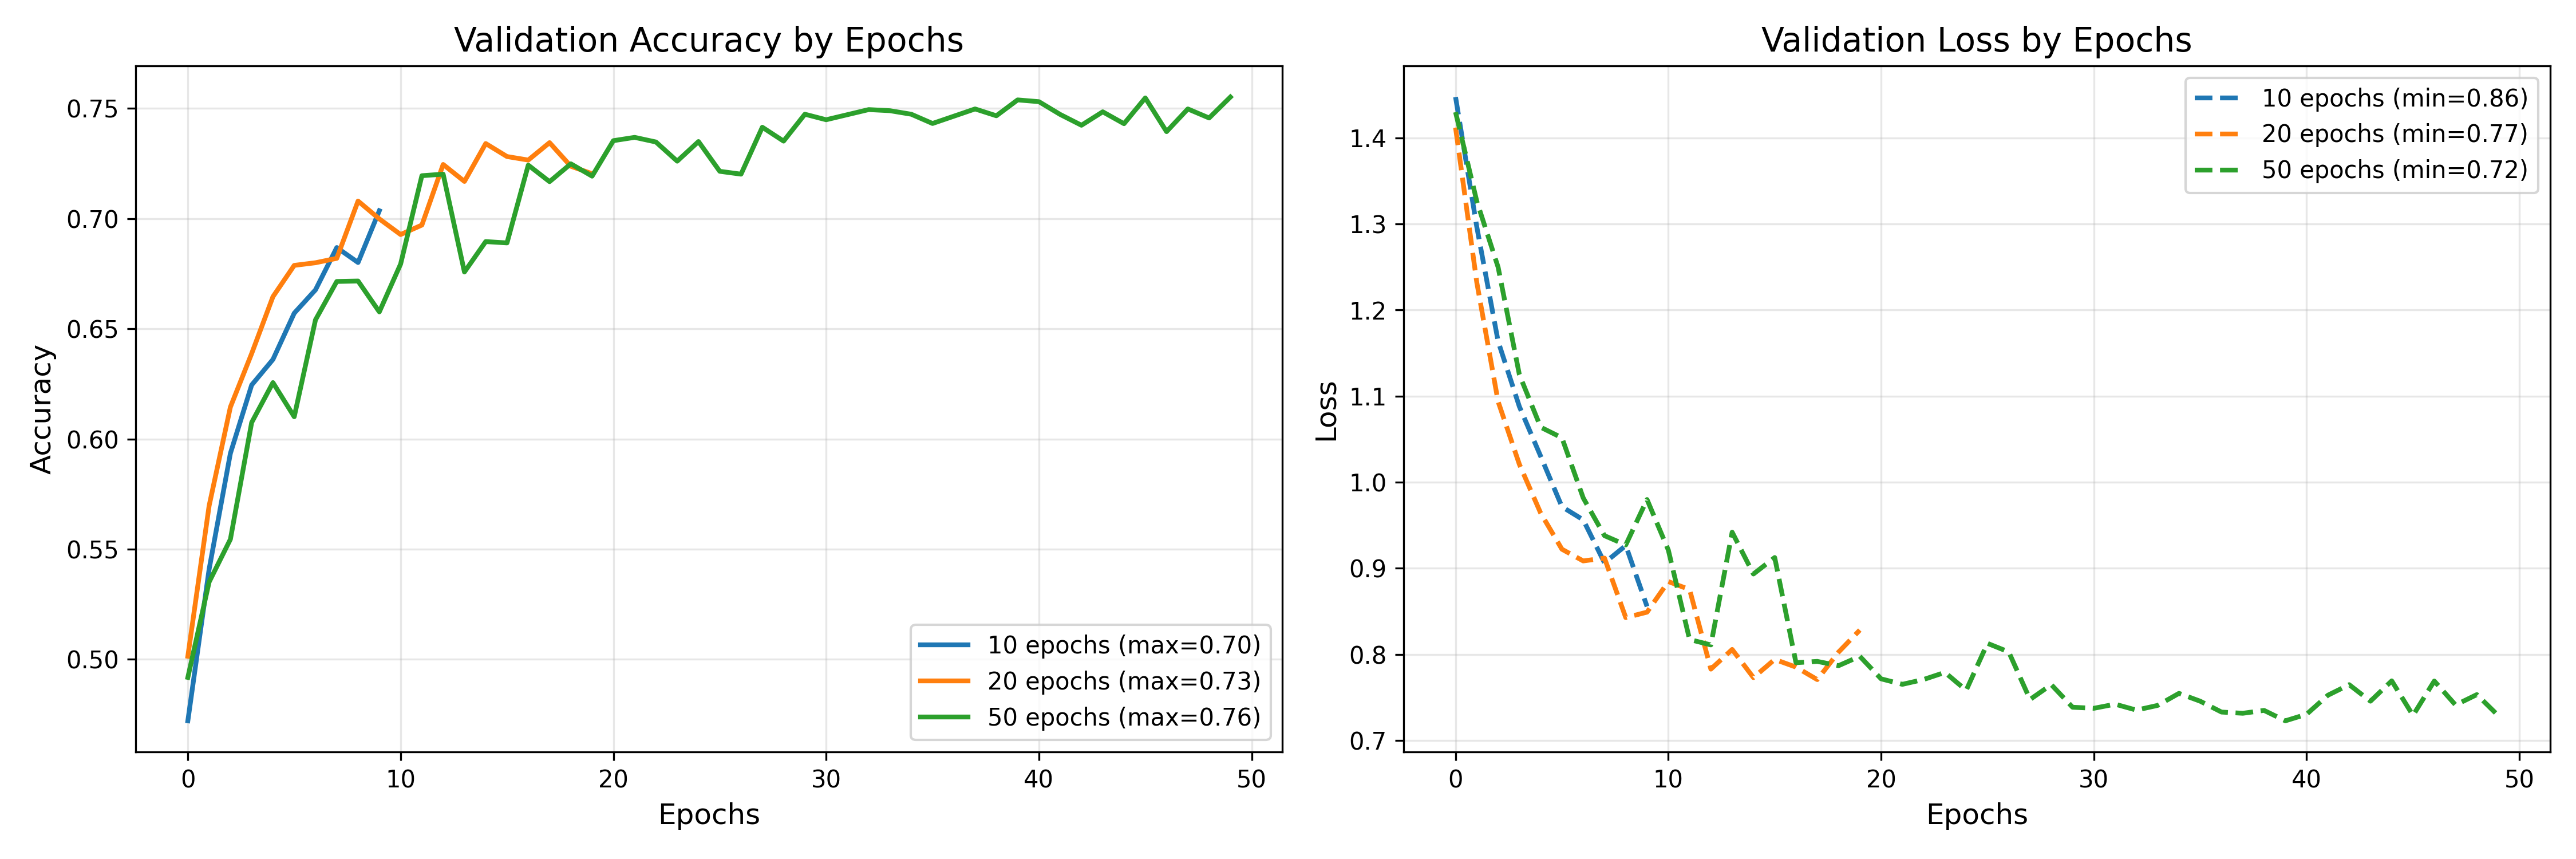 Validation Accuracy by Epochs
Accuracy
0.75
0.70
0.65
0.60
0.55
0.50
10 epochs (max=0.70)
20 epochs (max=0.73)
50 epochs (max=0.76)
0 10 20 30 40 50
Epochs
Validation Loss by Epochs
Loss
1.4
1.3
1.2
1.1
1.0
0.9
0.8
0.7
10 epochs (min=0.86)
20 epochs (min=0.77)
50 epochs (min=0.72)
0 10 20 30 40 50
Epochs